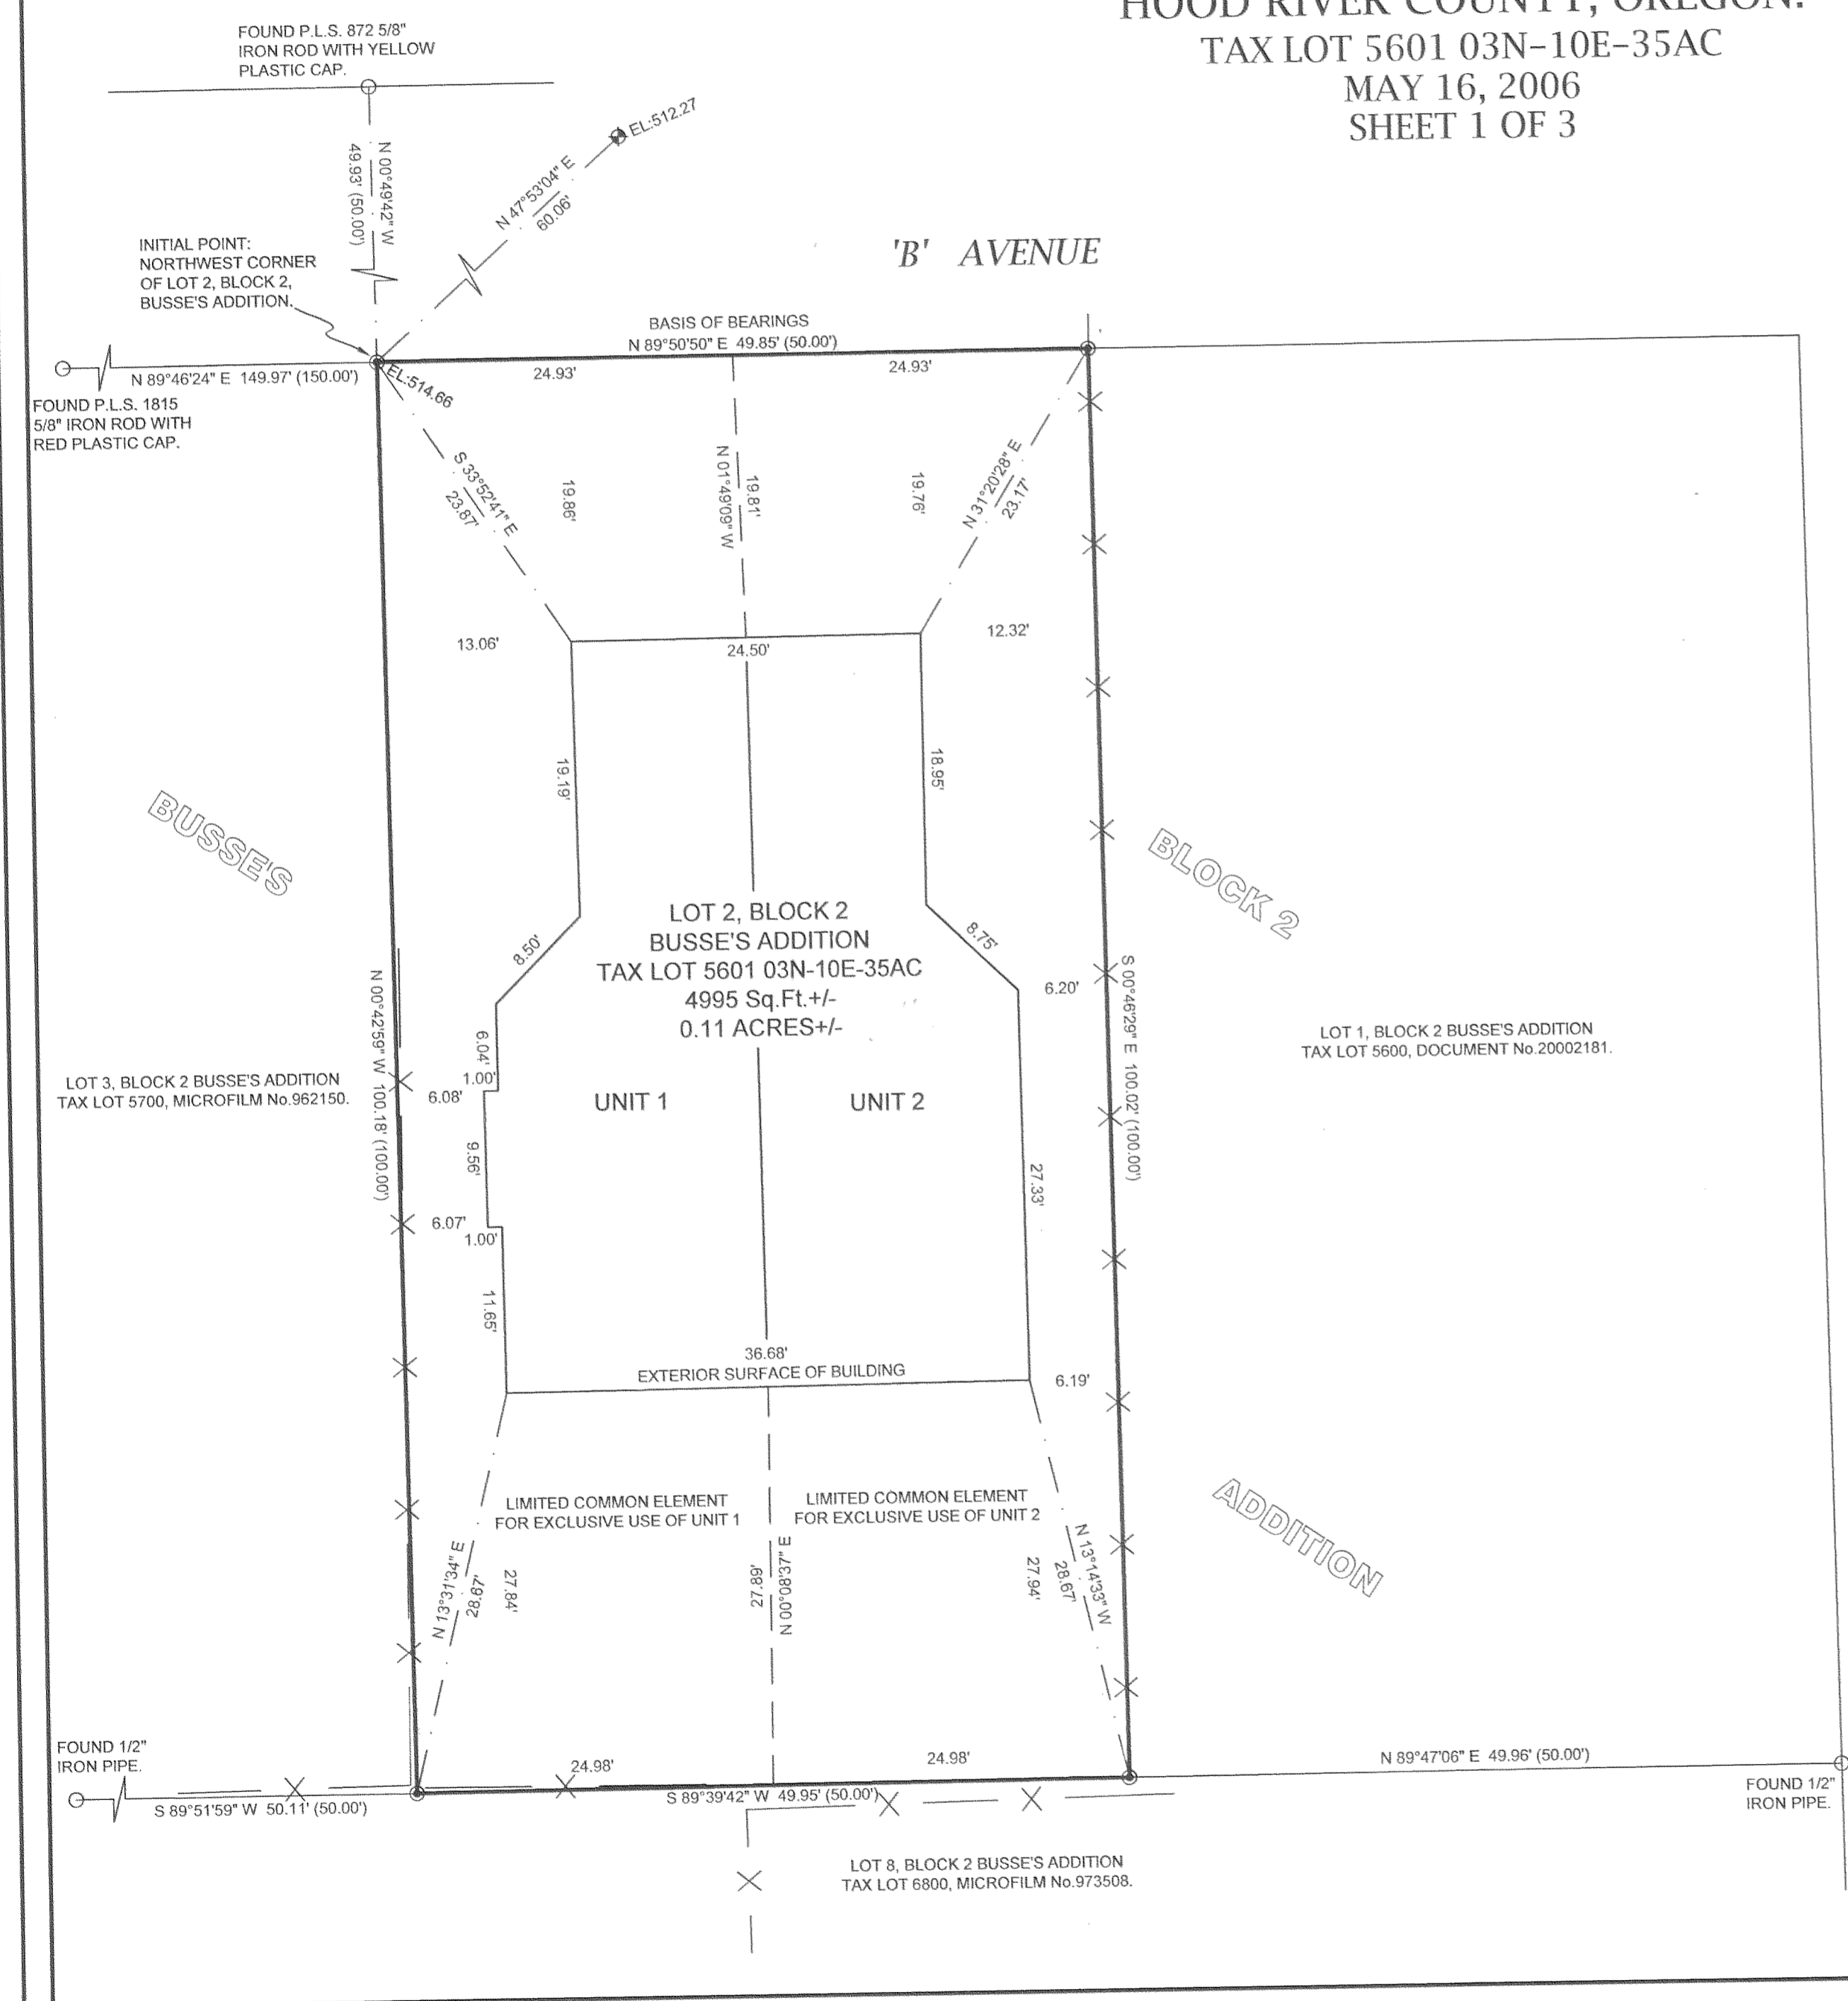 HOOD RIVER COUNTY, OREGON.
TAX LOT 5601 03N-10E-35AC
MAY 16, 2006
SHEET 1 OF 3
FOUND P.L.S. 872 5/8"
IRON ROD WITH YELLOW
PLASTIC CAP.
EL:512.27
N 00°49'42" W
49.93' (50.00')
N 47°53'04" E
60.06'
INITIAL POINT:
NORTHWEST CORNER
OF LOT 2, BLOCK 2,
BUSSE'S ADDITION.
'B' AVENUE
BASIS OF BEARINGS
N 89°50'50" E 49.85' (50.00')
24.93'
24.93'
N 89°46'24" E 149.97' (150.00')
EL:514.66
FOUND P.L.S. 1815
5/8" IRON ROD WITH
RED PLASTIC CAP.
S 33°52'41" E
23.87'
19.86'
N 01°49'09" W
19.81'
19.76'
N 31°20'28" E
23.17'
13.06'
24.50'
12.32'
19.19'
18.95'
BUSSE'S
BLOCK 2
8.50'
8.75'
LOT 2, BLOCK 2
BUSSE'S ADDITION
TAX LOT 5601 03N-10E-35AC
4995 Sq.Ft.+/-
0.11 ACRES+/-
6.20'
N 00°42'59" W 100.18' (100.00')
S 00°46'29" E 100.02' (100.00')
LOT 1, BLOCK 2 BUSSE'S ADDITION
TAX LOT 5600, DOCUMENT No.20002181.
6.04'
1.00'
LOT 3, BLOCK 2 BUSSE'S ADDITION
TAX LOT 5700, MICROFILM No.962150.
6.08'
UNIT 1
UNIT 2
9.56'
27.33'
6.07'
1.00'
11.65'
36.68'
EXTERIOR SURFACE OF BUILDING
6.19'
LIMITED COMMON ELEMENT
FOR EXCLUSIVE USE OF UNIT 1
LIMITED COMMON ELEMENT
FOR EXCLUSIVE USE OF UNIT 2
ADDITION
N 13°31'34" E
28.67'
27.84'
N 00°08'37" E
27.89'
27.94'
N 13°14'33" W
28.67'
FOUND 1/2"
IRON PIPE.
24.98'
24.98'
N 89°47'06" E 49.96' (50.00')
S 89°51'59" W 50.11' (50.00')
S 89°39'42" W 49.95' (50.00')
FOUND 1/2"
IRON PIPE.
LOT 8, BLOCK 2 BUSSE'S ADDITION
TAX LOT 6800, MICROFILM No.973508.